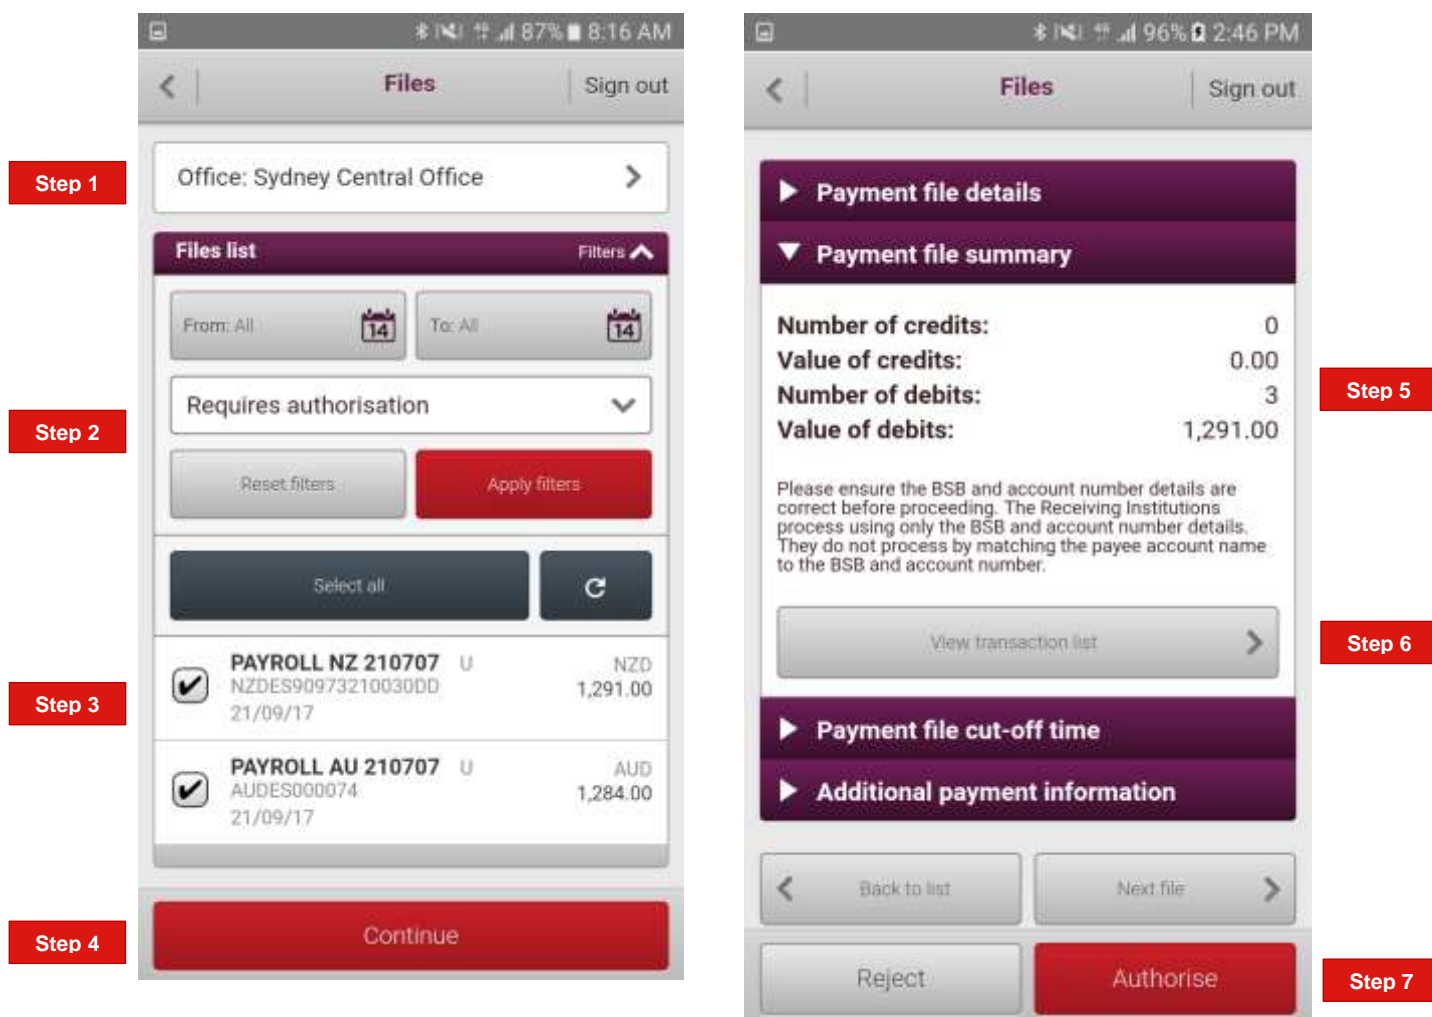 87% 8:16 AM
Files
Sign out
Step 1
Office: Sydney Central Office
Files list
Filters
From: All
14
To: All
14
Requires authorisation
Step 2
Reset filters
Apply filters
Select all
PAYROLL NZ 210707 U NZD
NZDES90973210030DD 1,291.00
21/09/17
Step 3
PAYROLL AU 210707 U AUD
AUDES000074 1,284.00
21/09/17
Step 4
Continue
96% 2:46 PM
Files
Sign out
Payment file details
Payment file summary
Number of credits: 0
Value of credits: 0.00
Number of debits: 3
Value of debits: 1,291.00
Step 5
Please ensure the BSB and account number details are
correct before proceeding. The Receiving Institutions
process using only the BSB and account number details.
They do not process by matching the payee account name
to the BSB and account number.
View transaction list
Step 6
Payment file cut-off time
Additional payment information
Back to list
Next file
Reject
Authorise
Step 7